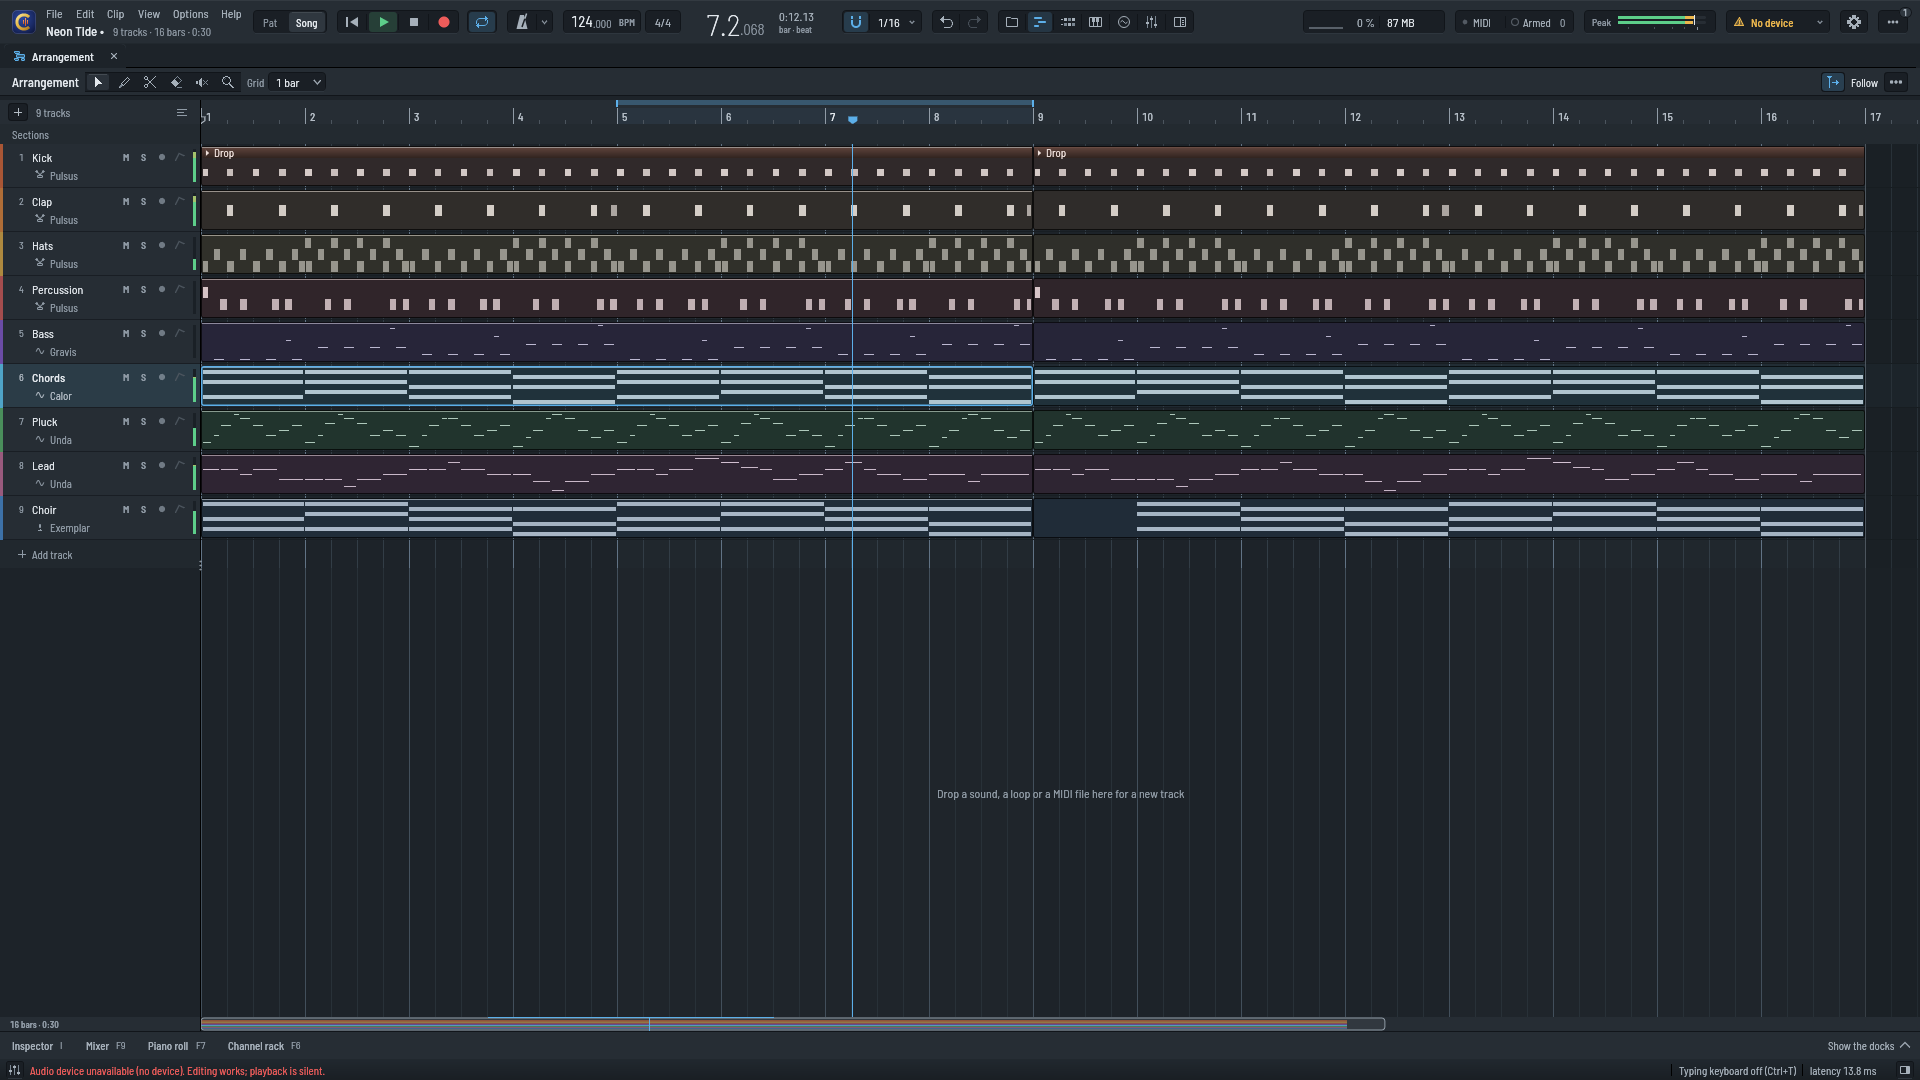 File Edit Clip View Options Help
Neon Tide • 9 tracks · 16 bars · 0:30
Pat Song
124.000 BPM 4/4
7.2.068
0:12.13
bar · beat
1/16
0 % 87 MB
MIDI Armed 0
Peak
No device
1
Arrangement
Arrangement Grid 1 bar
Follow
9 tracks
1 2 3 4 5 6 7 8 9 10 11 12 13 14 15 16 17
Sections
1 Kick M S
Pulsus
Drop Drop
2 Clap M S
Pulsus
3 Hats M S
Pulsus
4 Percussion M S
Pulsus
5 Bass M S
Gravis
6 Chords M S
Calor
7 Pluck M S
Unda
8 Lead M S
Unda
9 Choir M S
Exemplar
Add track
Drop a sound, a loop or a MIDI file here for a new track
16 bars · 0:30
Inspector I Mixer F9 Piano roll F7 Channel rack F6
Show the docks
Audio device unavailable (no device). Editing works; playback is silent.
Typing keyboard off (Ctrl+T) latency 13.8 ms